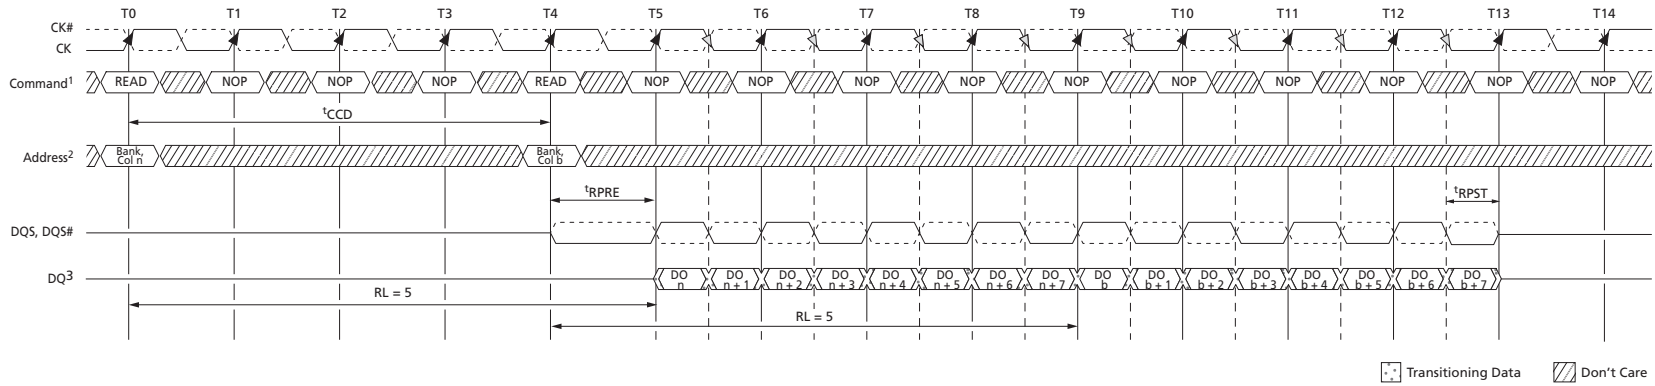 T0 T1 T2 T3 T4 T5 T6 T7 T8 T9 T10 T11 T12 T13 T14
CK#
CK
Command1 READ NOP NOP NOP READ NOP NOP NOP NOP NOP NOP NOP NOP NOP NOP
tCCD
Address2 Bank, Col n Bank, Col b
tRPRE tRPST
DQS, DQS#
DQ3 DO n DO n + 1 DO n + 2 DO n + 3 DO n + 4 DO n + 5 DO n + 6 DO n + 7 DO b DO b + 1 DO b + 2 DO b + 3 DO b + 4 DO b + 5 DO b + 6 DO b + 7
RL = 5
RL = 5
Transitioning Data Don't Care